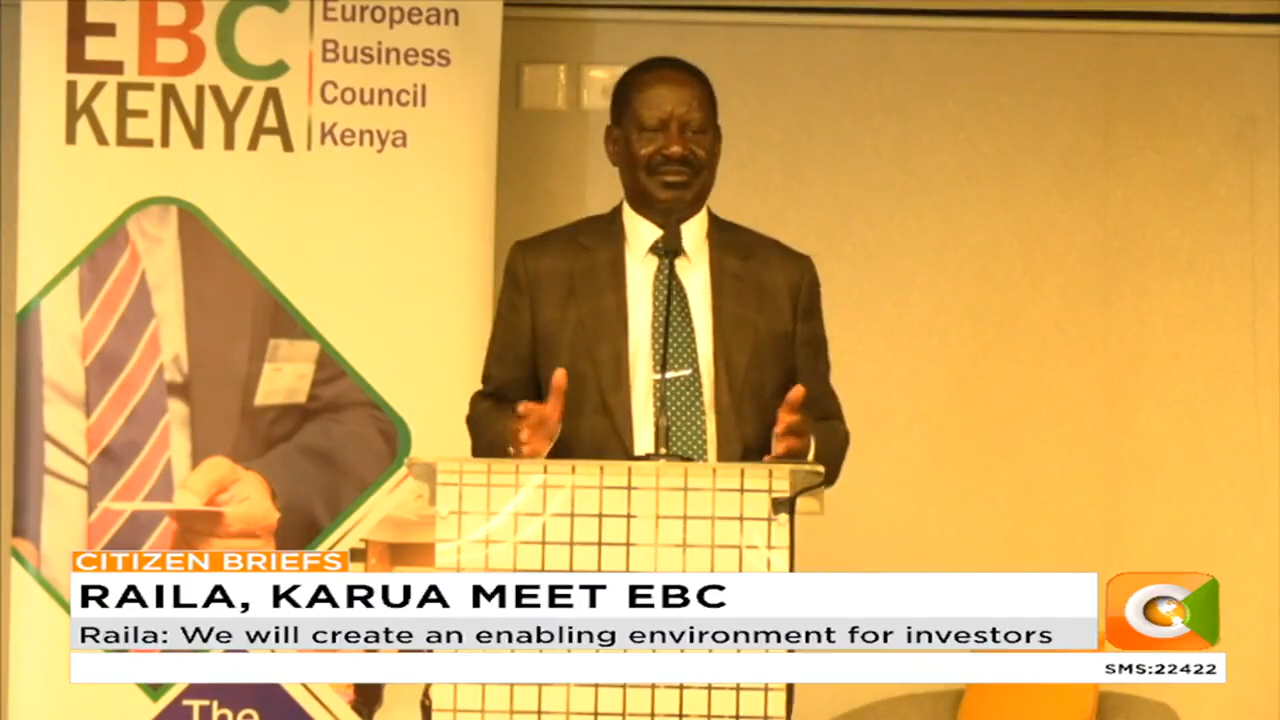 EBC
KENYA
European
Business
Council
Kenya
CITIZEN BRIEFS
RAILA, KARUA MEET EBC
Raila: We will create an enabling environment for investors
SMS:22422
The